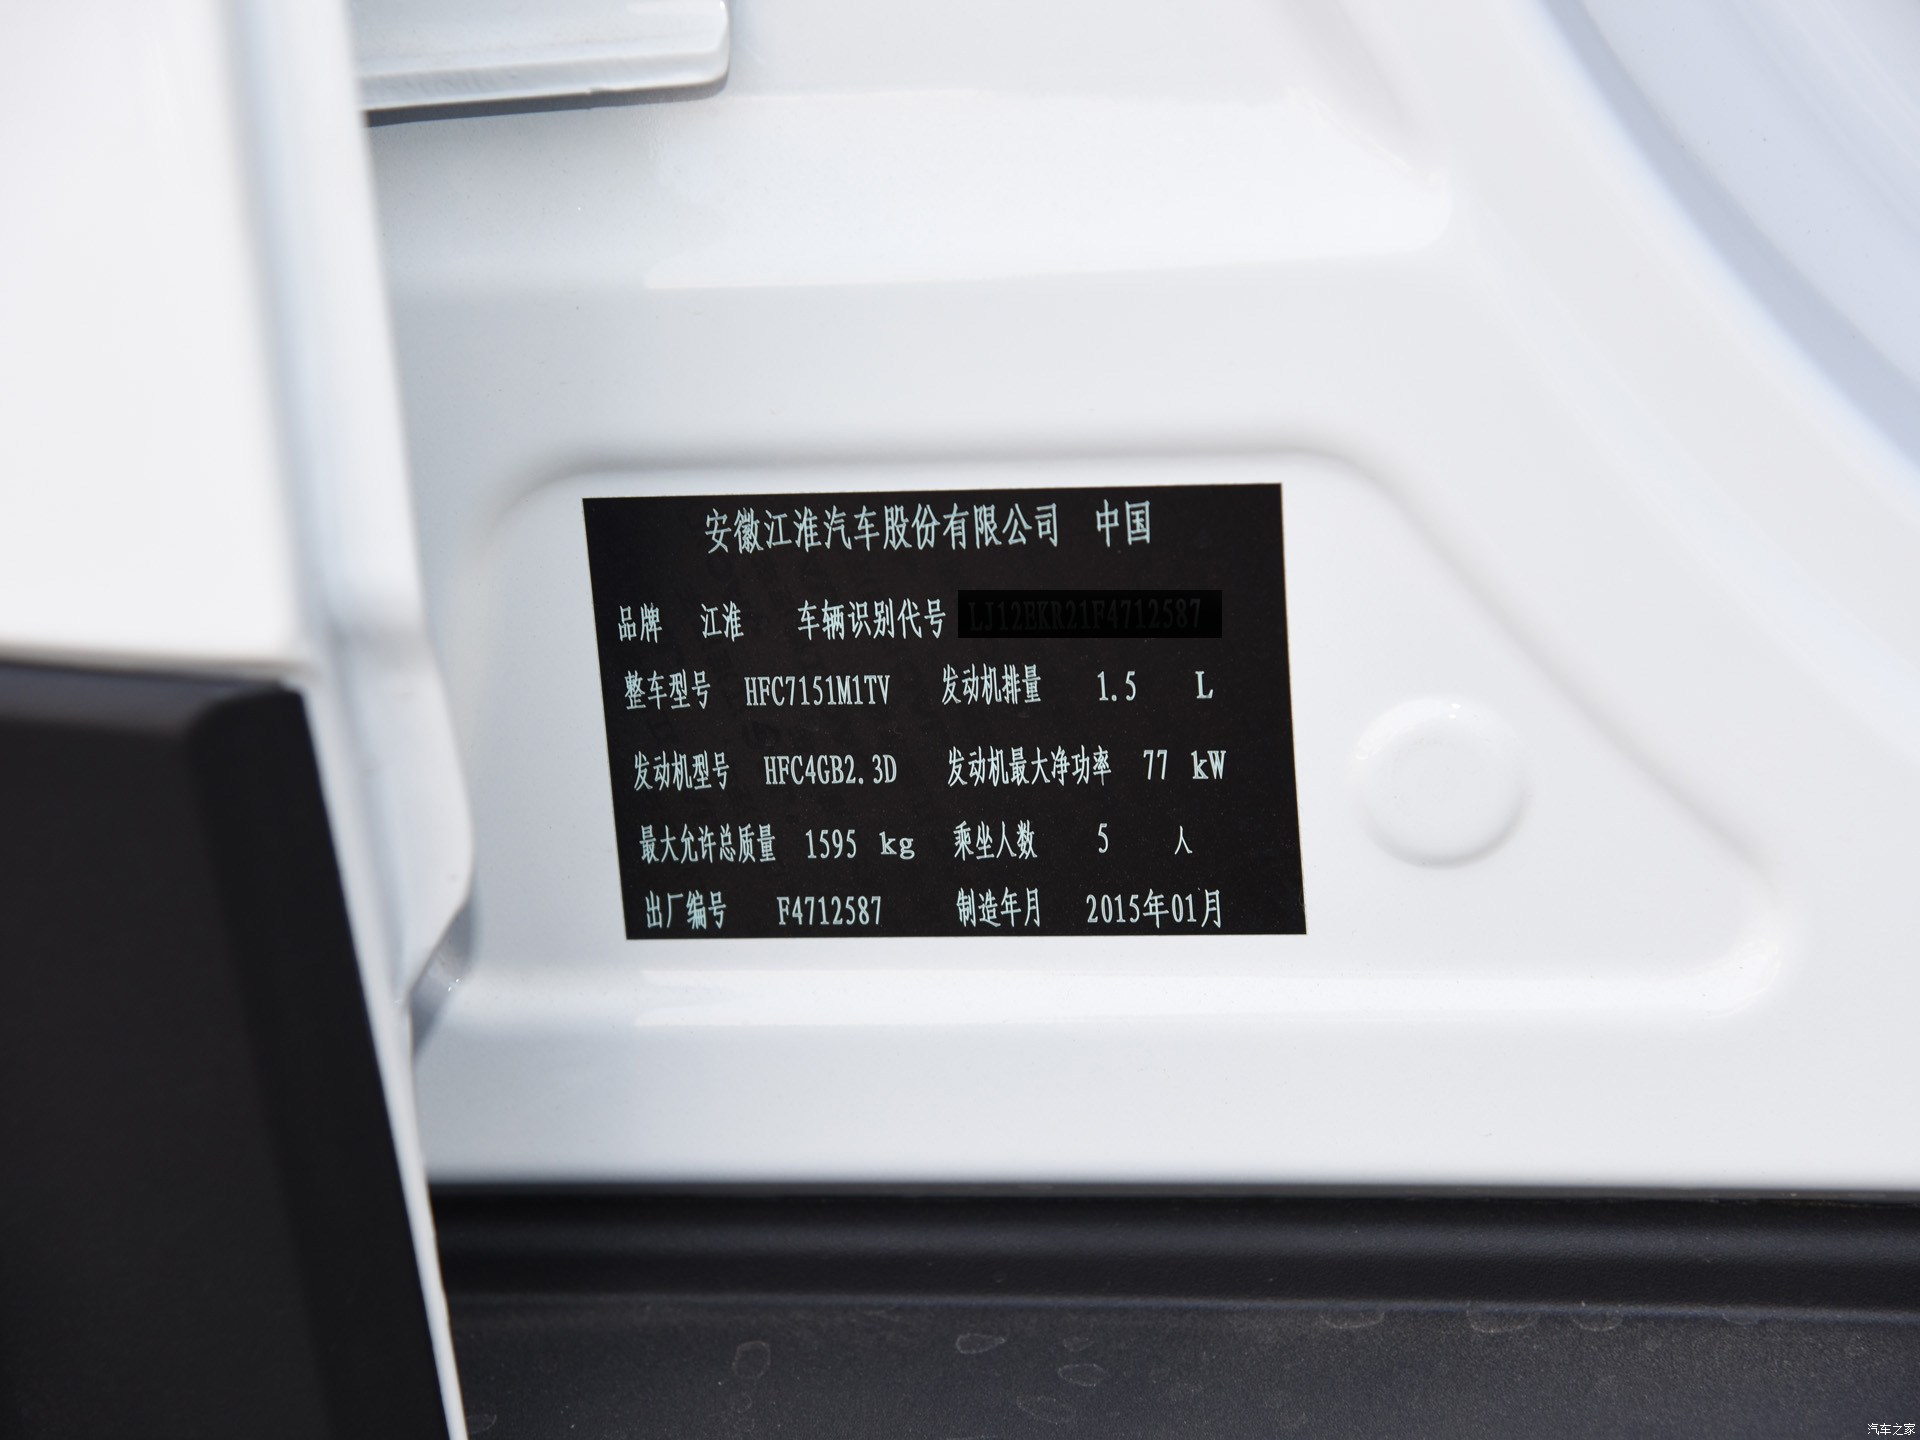 安徽江淮汽车股份有限公司 中国
品牌 江淮 车辆识别代号 LJ12EKR21F4712587
整车型号 HFC7151M1TV 发动机排量 1.5 L
发动机型号 HFC4GB2.3D 发动机最大净功率 77 kW
最大允许总质量 1595 kg 乘坐人数 5 人
出厂编号 F4712587 制造年月 2015年01月
汽车之家